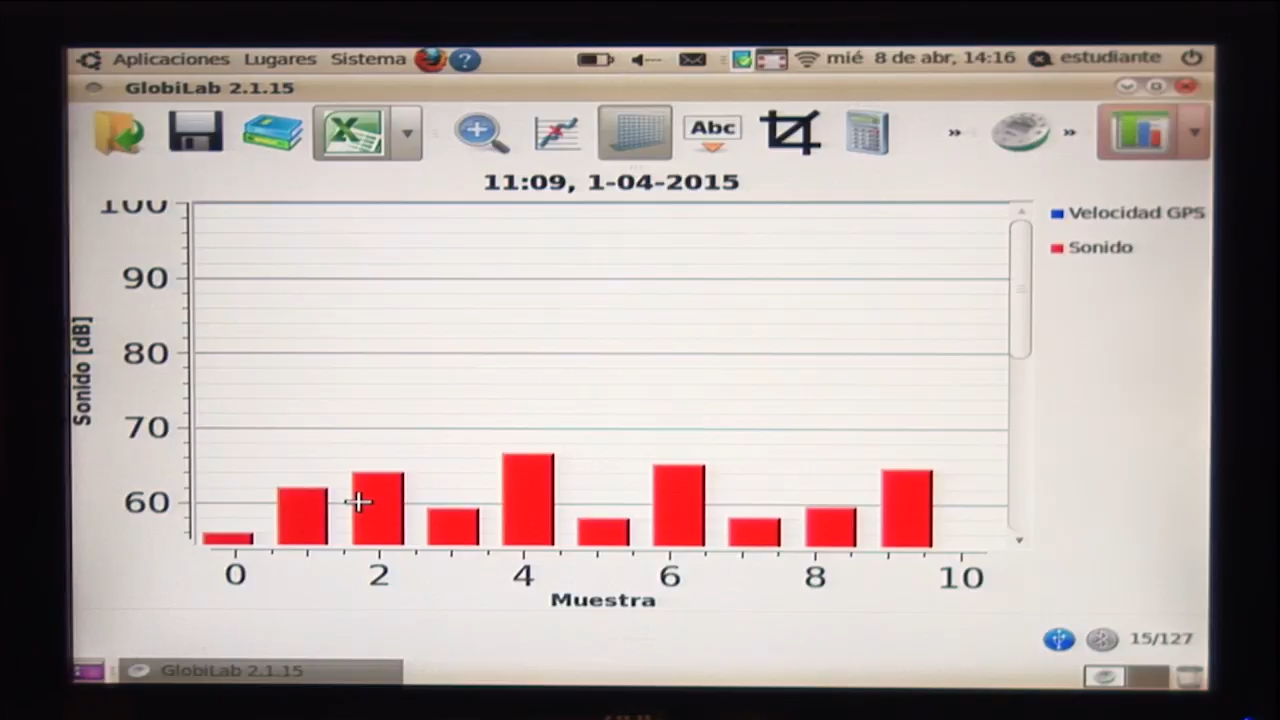 Aplicaciones Lugares Sistema ? mié 8 de abr, 14:16 estudiante
GlobiLab 2.1.15
Abc » »
11:09, 1-04-2015
100
90
80
70
60
Sonido [dB]
Velocidad GPS
Sonido
0 2 4 6 8 10
Muestra
15/127
GlobiLab 2.1.15